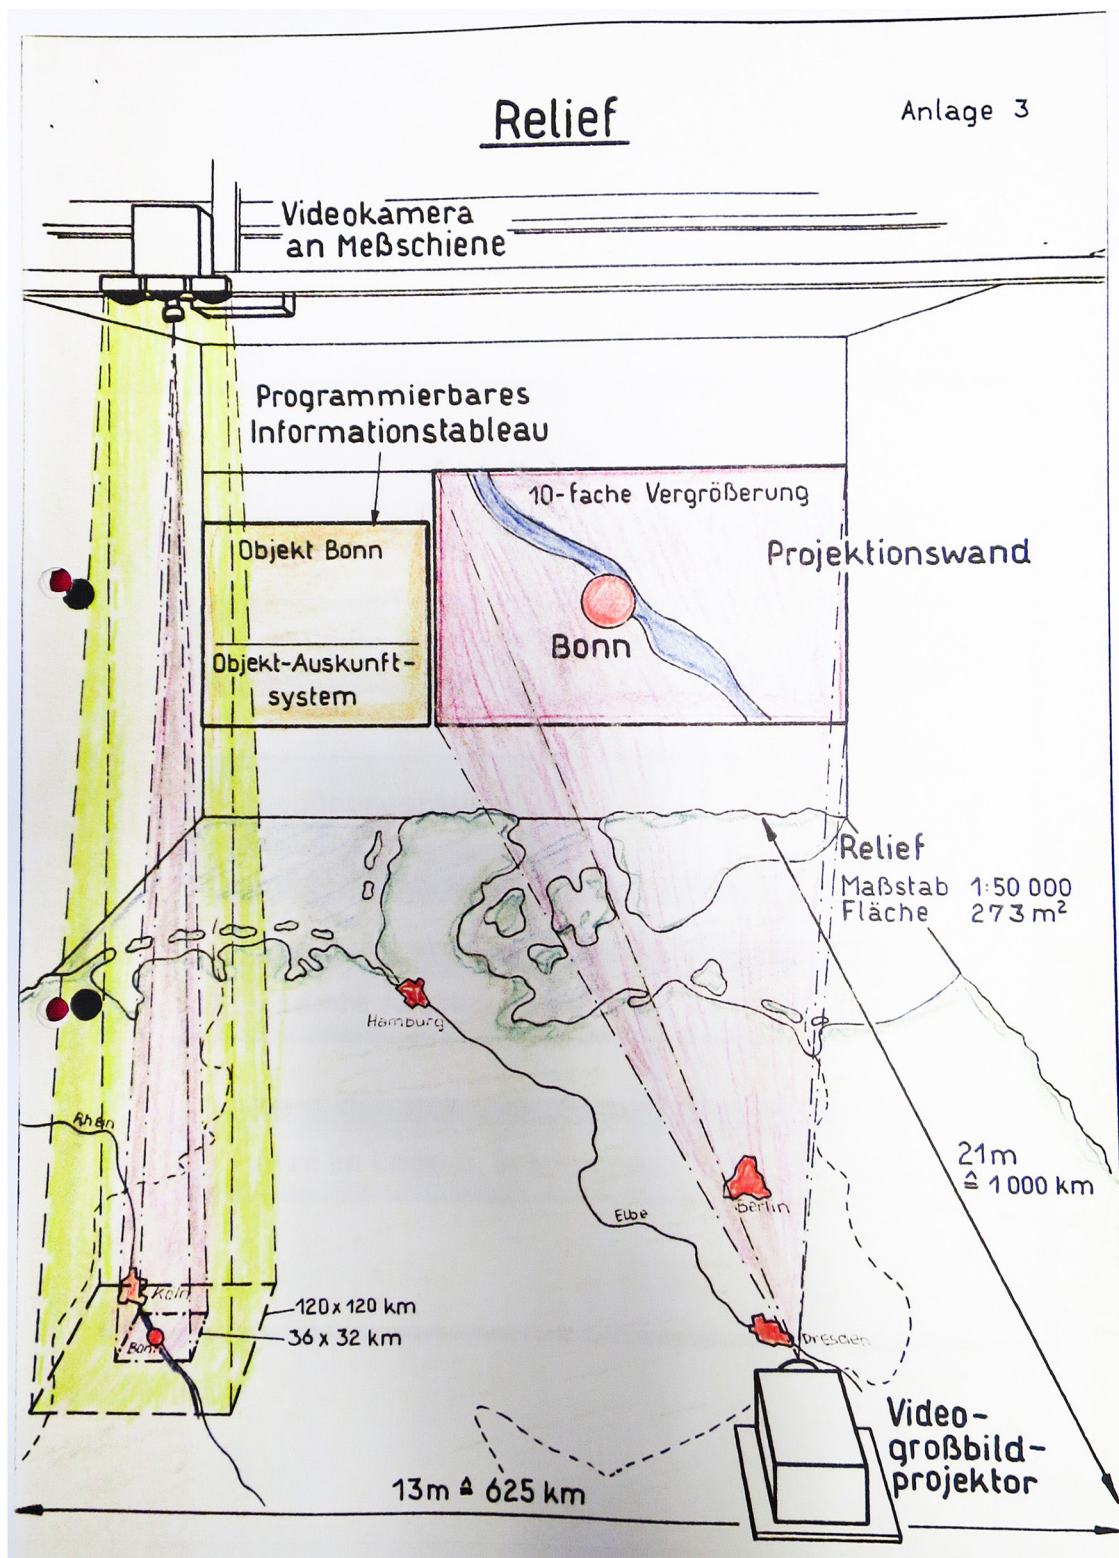 Relief
Anlage 3
Videokamera
an Meßschiene
Programmierbares
Informationstableau
10-fache Vergrößerung
Objekt Bonn
Projektionswand
Bonn
Objekt-Auskunft-
system
Relief
Maßstab 1:50 000
Fläche 273 m²
Hamburg
Rhein
21m
≙ 1000 km
Berlin
Elbe
Köln
120 x 120 km
36 x 32 km
Bonn
Dresden
Video-
großbild-
projektor
13m ≙ 625 km